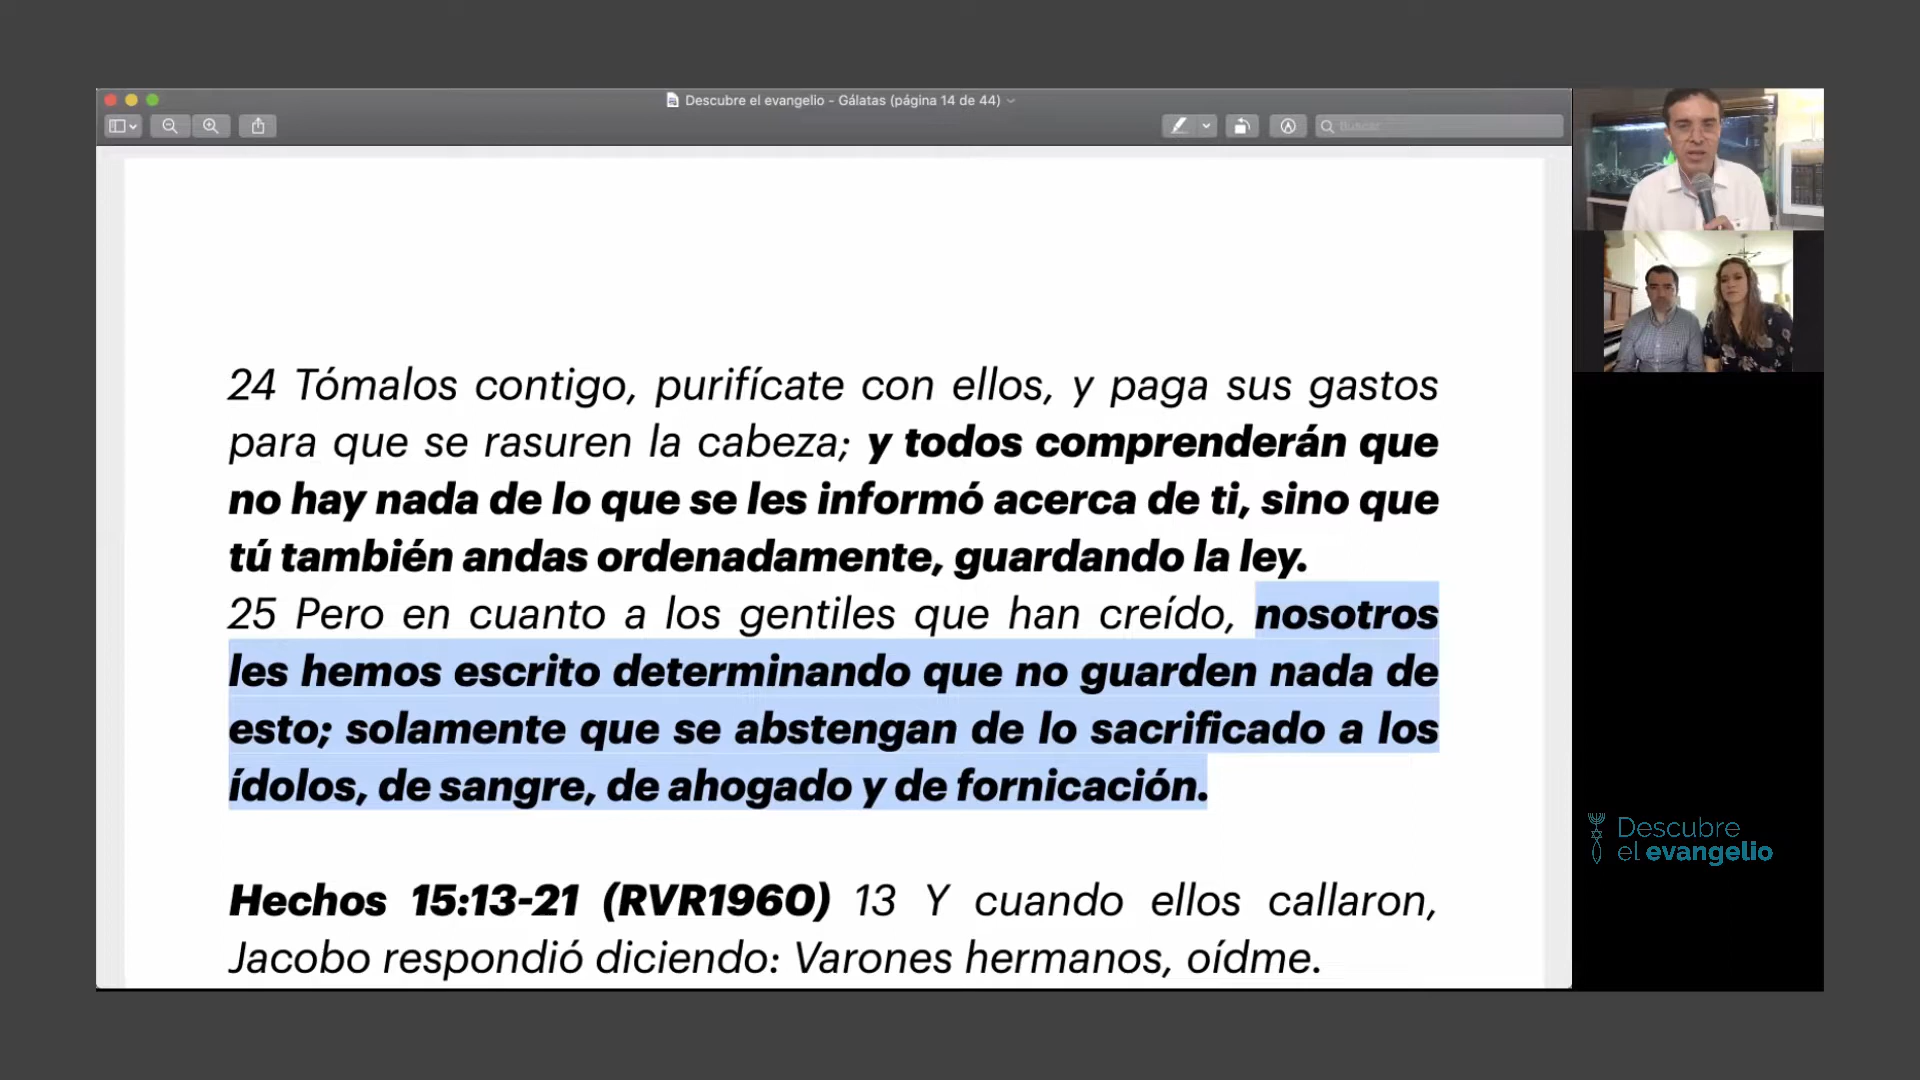 Descubre el evangelio - Gálatas (página 14 de 44)
Buscar
24 Tómalos contigo, purifícate con ellos, y paga sus gastos
para que se rasuren la cabeza; y todos comprenderán que
no hay nada de lo que se les informó acerca de ti, sino que
tú también andas ordenadamente, guardando la ley.
25 Pero en cuanto a los gentiles que han creído, nosotros
les hemos escrito determinando que no guarden nada de
esto; solamente que se abstengan de lo sacrificado a los
ídolos, de sangre, de ahogado y de fornicación.
Hechos 15:13-21 (RVR1960) 13 Y cuando ellos callaron,
Jacobo respondió diciendo: Varones hermanos, oídme.
Descubre
el evangelio